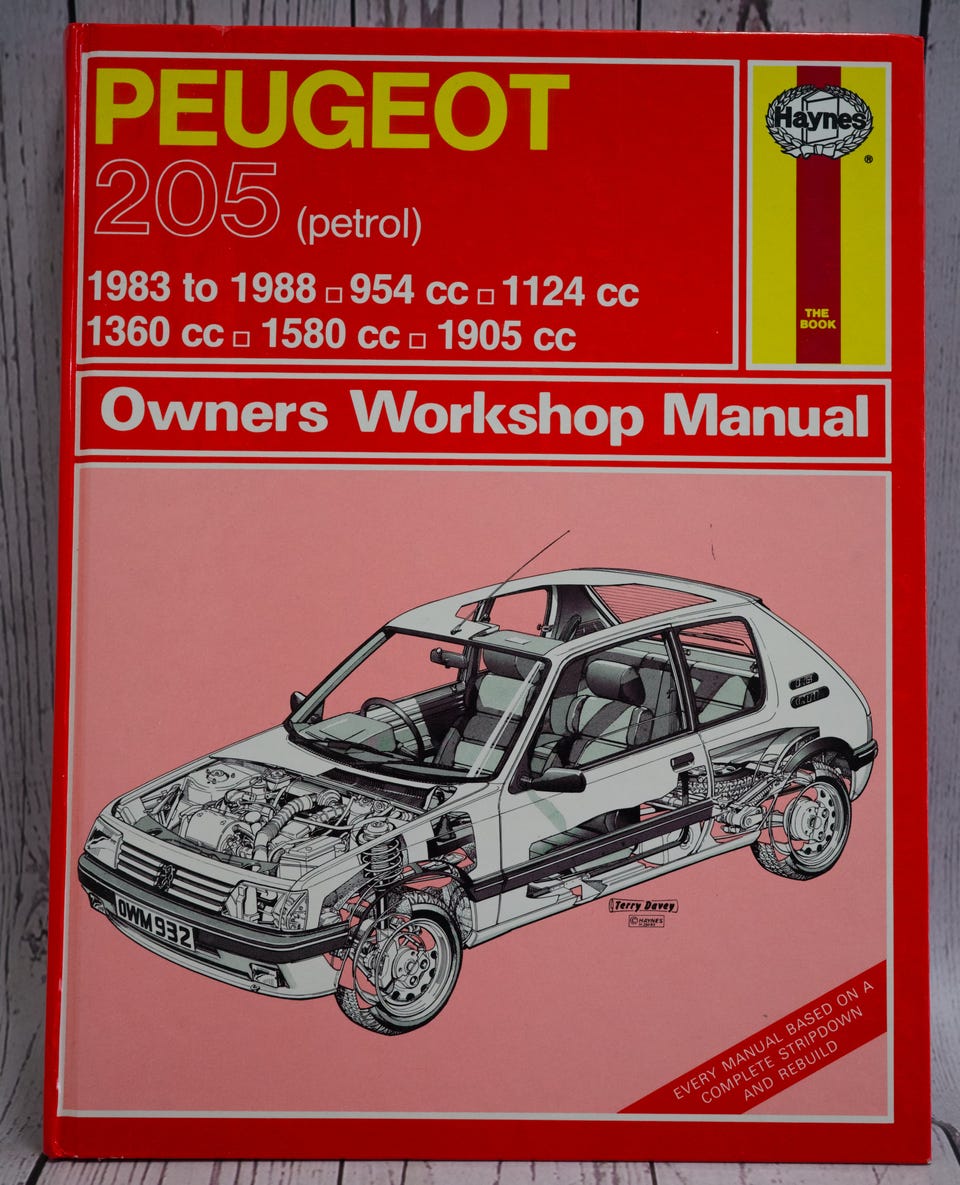 PEUGEOT
205 (petrol)
1983 to 1988 □ 954 cc □ 1124 cc
1360 cc □ 1580 cc □ 1905 cc
Haynes
®
THE
BOOK
Owners Workshop Manual
OWM 932
Terry Davey
© HAYNES
EVERY MANUAL BASED ON A
COMPLETE STRIPDOWN
AND REBUILD